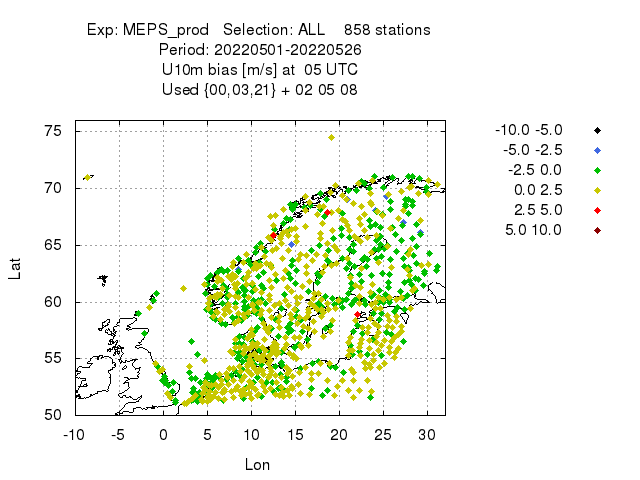 Exp: MEPS_prod Selection: ALL 858 stations
Period: 20220501-20220526
U10m bias [m/s] at 05 UTC
Used {00,03,21} + 02 05 08
-10.0 -5.0
-5.0 -2.5
-2.5 0.0
0.0 2.5
2.5 5.0
5.0 10.0
Lat
75
70
65
60
55
50
-10 -5 0 5 10 15 20 25 30
Lon